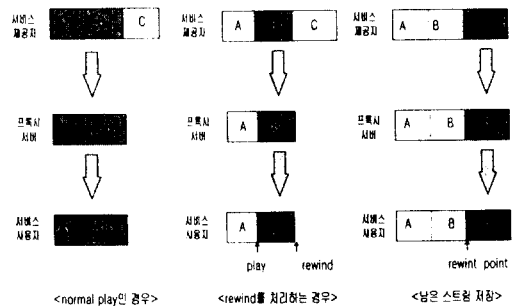 서비스
제공자
C
서비스
제공자
A
C
서비스
제공자
A B
프록시
서버
프록시
서버
A
프록시
서버
A B
서비스
사용자
서비스
사용자
A
서비스
사용자
A B
play rewind
rewint point
<normal play인 경우>
<rewind를 처리하는 경우>
<남은 스트림 저장>